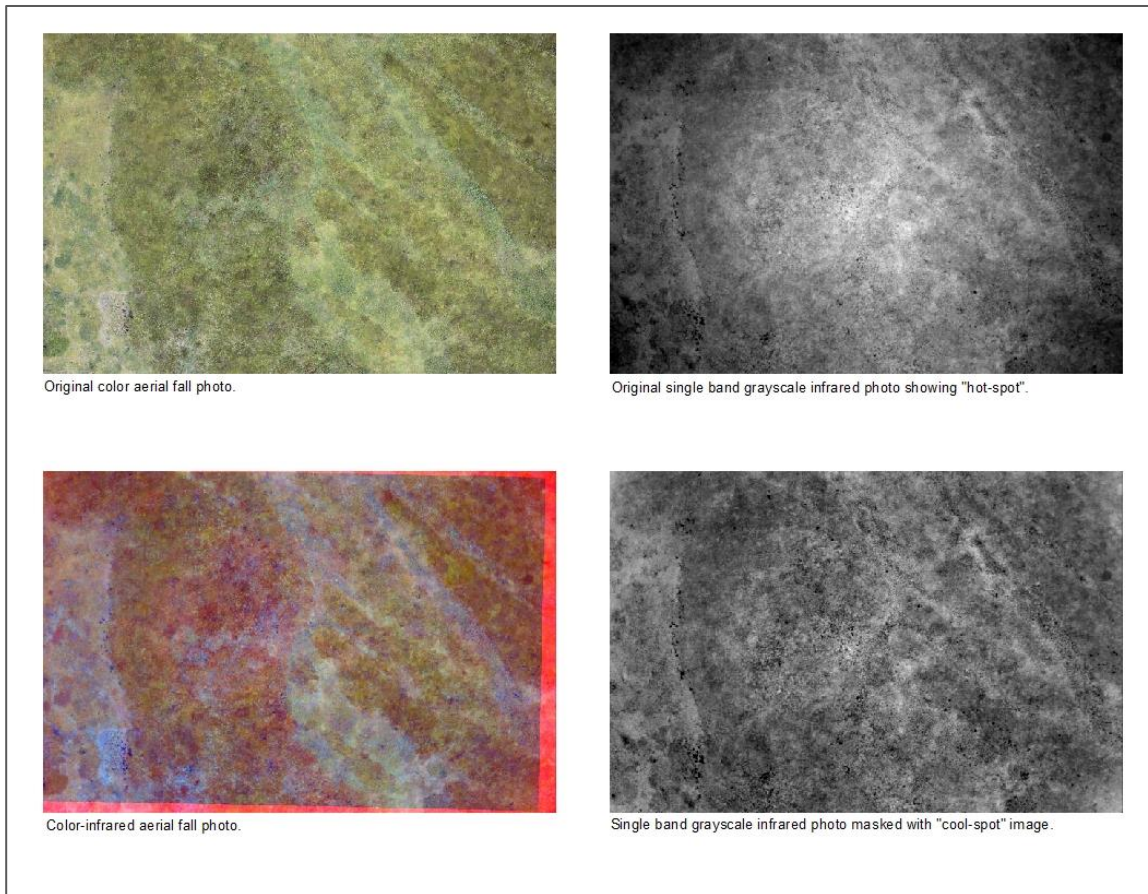 Original color aerial fall photo.
Original single band grayscale infrared photo showing "hot-spot".
Color-infrared aerial fall photo.
Single band grayscale infrared photo masked with "cool-spot" image.